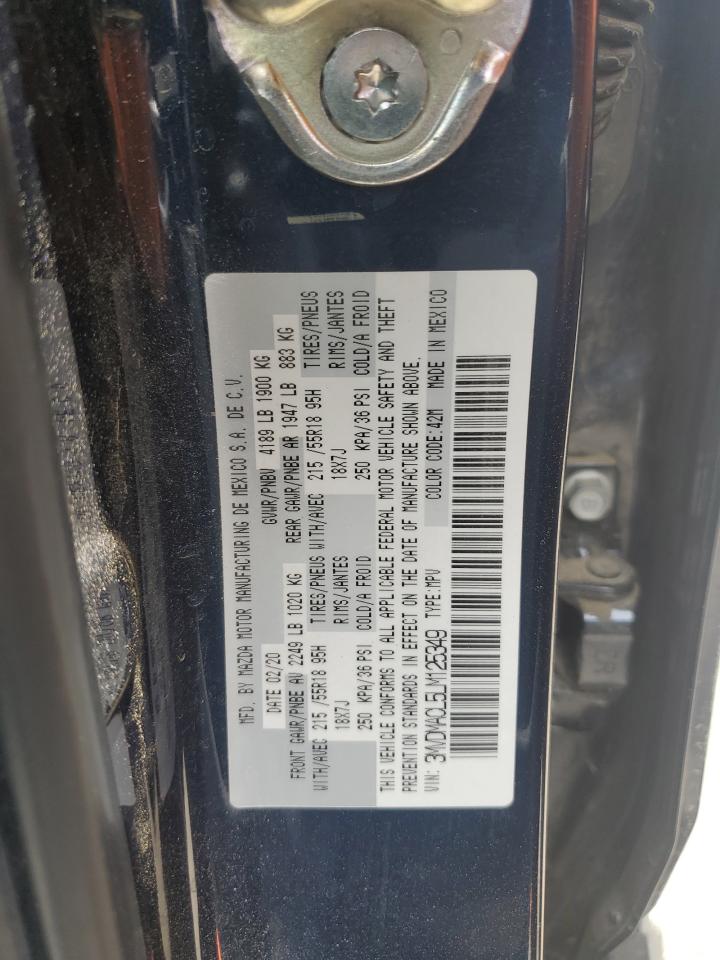 MFD. BY MAZDA MOTOR MANUFACTURING DE MEXICO S.A. DE C.V.
DATE 02/20 GVWR/PNBV 4189 LB 1900 KG
FRONT GAWR/PNBE AV 2249 LB 1020 KG REAR GAWR/PNBE AR 1947 LB 883 KG
WITH/AVEC 215 /55R18 95H TIRES/PNEUS WITH/AVEC 215 /55R18 95H TIRES/PNEUS
18X7J RIMS/JANTES 18X7J RIMS/JANTES
250 KPA/36 PSI COLD/A FROID 250 KPA/36 PSI COLD/A FROID
THIS VEHICLE CONFORMS TO ALL APPLICABLE FEDERAL MOTOR VEHICLE SAFETY AND THEFT
PREVENTION STANDARDS IN EFFECT ON THE DATE OF MANUFACTURE SHOWN ABOVE.
VIN: 3MVDMACL5LM125349 TYPE:MPV COLOR CODE:42M MADE IN MEXICO